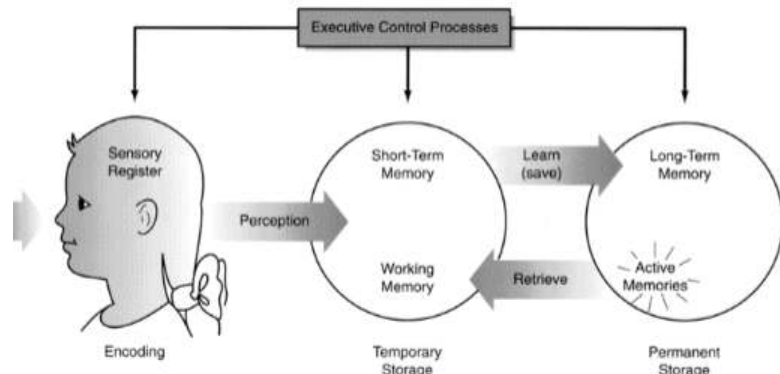 Executive Control Processes
Sensory
Register
Short-Term
Memory
Learn
(save)
Long-Term
Memory
Perception
Working
Memory
Retrieve
Active
Memories
Encoding
Temporary
Storage
Permanent
Storage